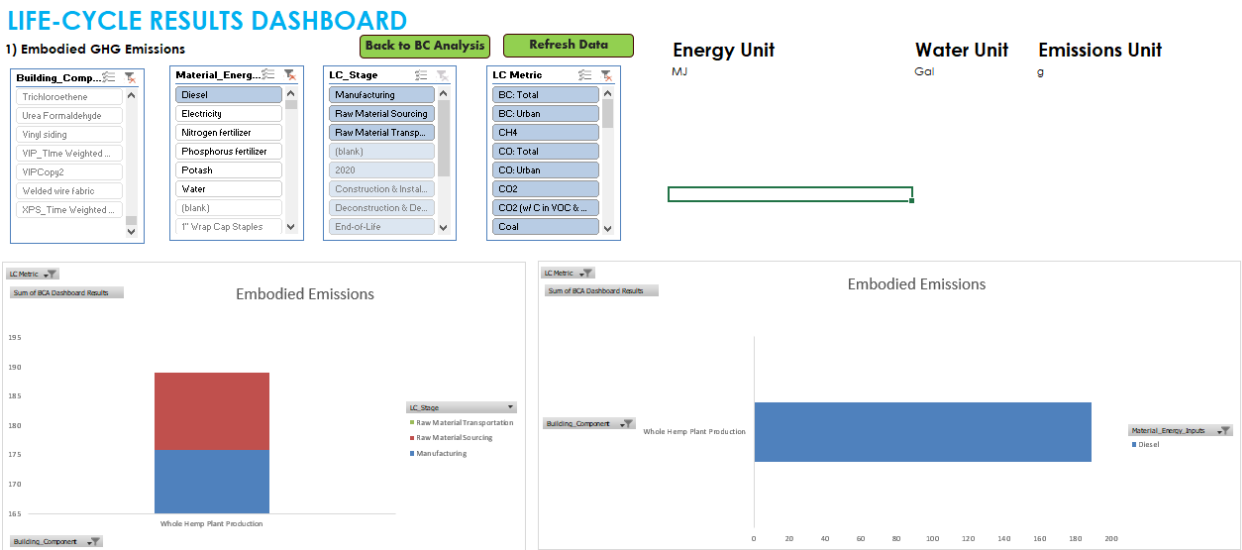 LIFE-CYCLE RESULTS DASHBOARD
1) Embodied GHG Emissions
Back to BC Analysis
Refresh Data
Energy Unit
Water Unit
Emissions Unit
MJ
Gal
g
Building_Comp...
Trichloroethene
Urea Formaldehyde
Vinyl siding
VIP_TIme Weighted ...
VIPCopy2
Welded wire fabric
XPS_Time Weighted ...
Material_Energ...
Diesel
Electricity
Nitrogen fertilizer
Phosphorus fertilizer
Potash
Water
(blank)
1" Wrap Cap Staples
LC_Stage
Manufacturing
Raw Material Sourcing
Raw Material Transp...
(blank)
2020
Construction & Instal...
Deconstruction & De...
End-of-Life
LC Metric
BC: Total
BC: Urban
CH4
CO: Total
CO: Urban
CO2
CO2 (w/ C in VOC & ...
Coal
LC Metric
Sum of BCA Dashboard Results
Embodied Emissions
195
190
185
180
175
170
165
Whole Hemp Plant Production
LC_Stage
Raw Material Transportation
Raw Material Sourcing
Manufacturing
Building_Component
LC Metric
Sum of BCA Dashboard Results
Embodied Emissions
Building_Component
Whole Hemp Plant Production
0 20 40 60 80 100 120 140 160 180 200
Material_Energy_Inputs
Diesel